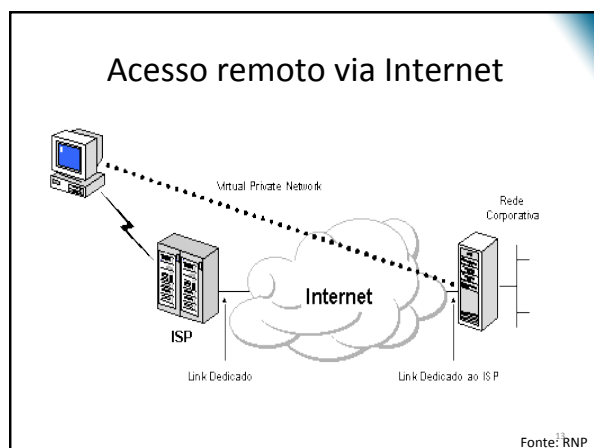 Acesso remoto via Internet
Virtual Private Network
Rede
Corporativa
Internet
ISP
Link Dedicado
Link Dedicado ao ISP
13
Fonte: RNP